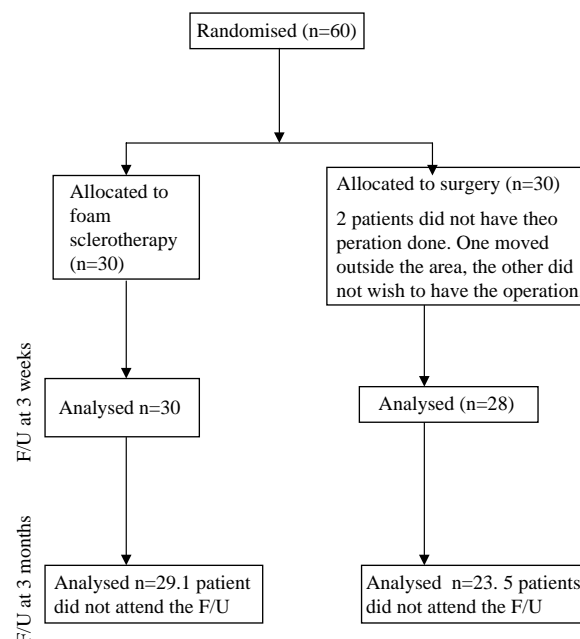 Randomised (n=60)
Allocated to
foam
sclerotherapy
(n=30)
Allocated to surgery (n=30)
2 patients did not have theo
peration done. One moved
outside the area, the other did
not wish to have the operation
F/U at 3 weeks
Analysed n=30
Analysed (n=28)
F/U at 3 months
Analysed n=29.1 patient
did not attend the F/U
Analysed n=23. 5 patients
did not attend the F/U